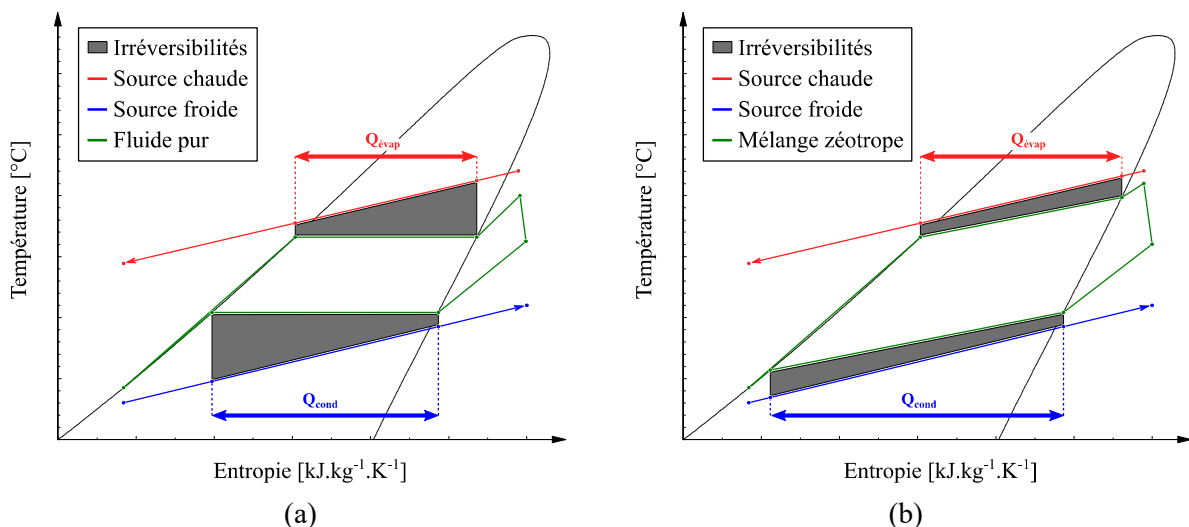 Irréversibilités
Source chaude
Source froide
Fluide pur
Température [°C]
Qévap
Qcond
Entropie [kJ.kg⁻¹.K⁻¹]
(a)
Irréversibilités
Source chaude
Source froide
Mélange zéotrope
Température [°C]
Qévap
Qcond
Entropie [kJ.kg⁻¹.K⁻¹]
(b)